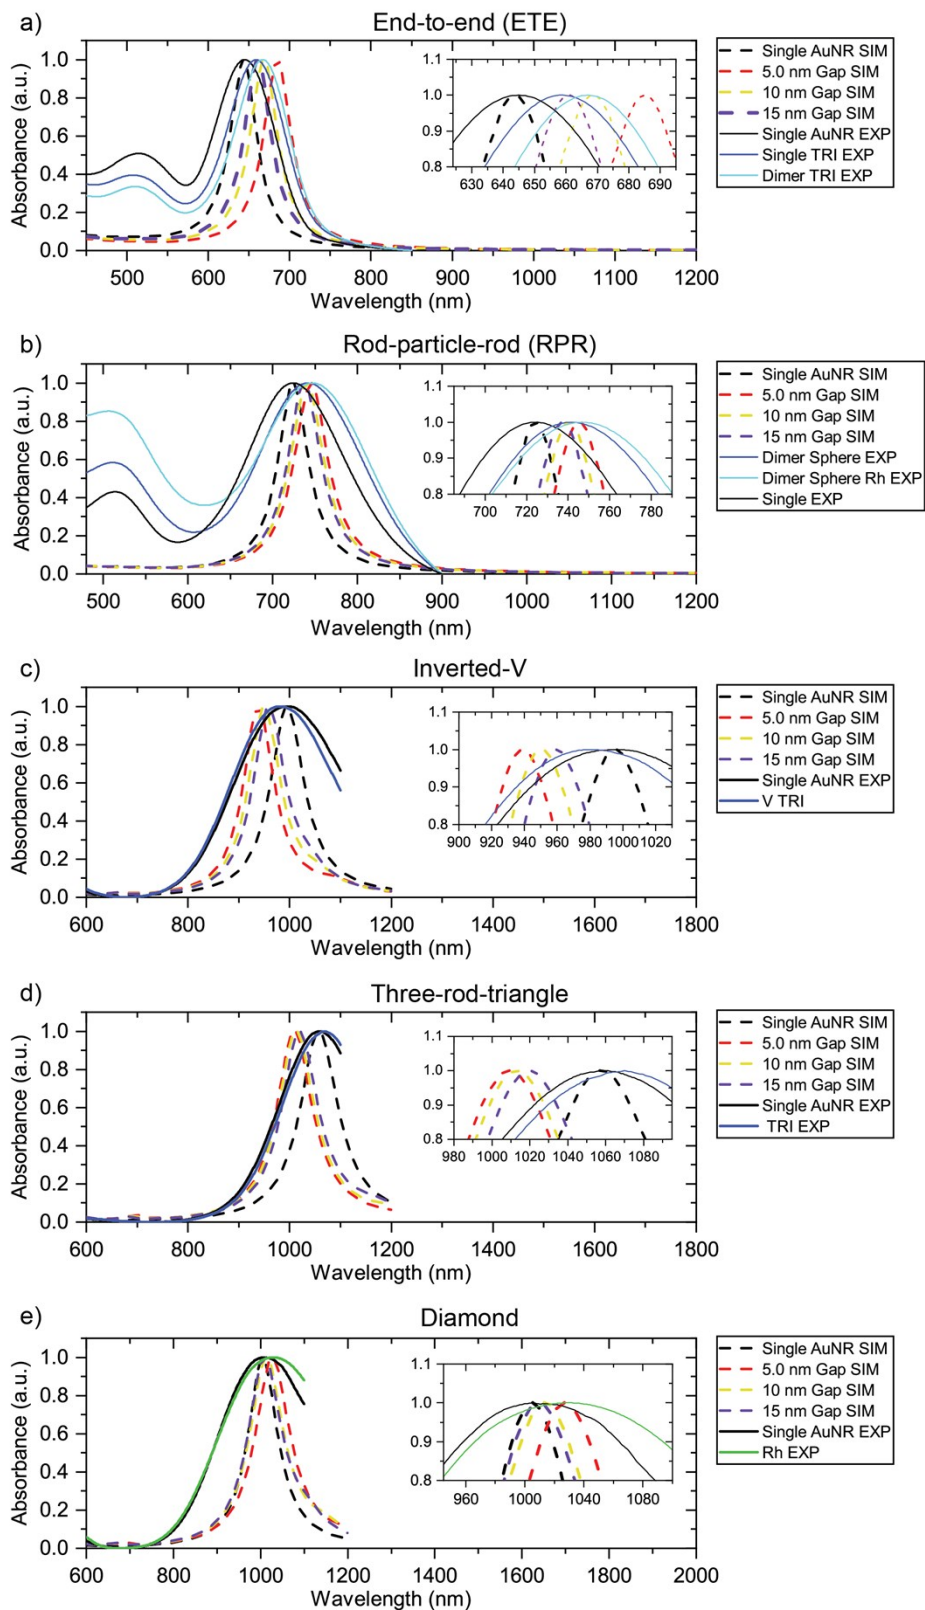 a)
End-to-end (ETE)
Absorbance (a.u.)
1.0
0.8
0.6
0.4
0.2
0.0
500 600 700 800 900 1000 1100 1200
Wavelength (nm)
1.1
1.0
0.9
0.8
630 640 650 660 670 680 690
Single AuNR SIM
5.0 nm Gap SIM
10 nm Gap SIM
15 nm Gap SIM
Single AuNR EXP
Single TRI EXP
Dimer TRI EXP
b)
Rod-particle-rod (RPR)
Absorbance (a.u.)
1.0
0.8
0.6
0.4
0.2
0.0
500 600 700 800 900 1000 1100 1200
Wavelength (nm)
1.1
1.0
0.9
0.8
700 720 740 760 780
Single AuNR SIM
5.0 nm Gap SIM
10 nm Gap SIM
15 nm Gap SIM
Dimer Sphere EXP
Dimer Sphere Rh EXP
Single EXP
c)
Inverted-V
Absorbance (a.u.)
1.0
0.8
0.6
0.4
0.2
0.0
600 800 1000 1200 1400 1600 1800
Wavelength (nm)
1.1
1.0
0.9
0.8
900 920 940 960 980 1000 1020
Single AuNR SIM
5.0 nm Gap SIM
10 nm Gap SIM
15 nm Gap SIM
Single AuNR EXP
V TRI
d)
Three-rod-triangle
Absorbance (a.u.)
1.0
0.8
0.6
0.4
0.2
0.0
600 800 1000 1200 1400 1600 1800
Wavelength (nm)
1.1
1.0
0.9
0.8
980 1000 1020 1040 1060 1080
Single AuNR SIM
5.0 nm Gap SIM
10 nm Gap SIM
15 nm Gap SIM
Single AuNR EXP
TRI EXP
e)
Diamond
Absorbance (a.u.)
1.0
0.8
0.6
0.4
0.2
0.0
600 800 1000 1200 1400 1600 1800 2000
Wavelength (nm)
1.1
1.0
0.9
0.8
960 1000 1040 1080
Single AuNR SIM
5.0 nm Gap SIM
10 nm Gap SIM
15 nm Gap SIM
Single AuNR EXP
Rh EXP